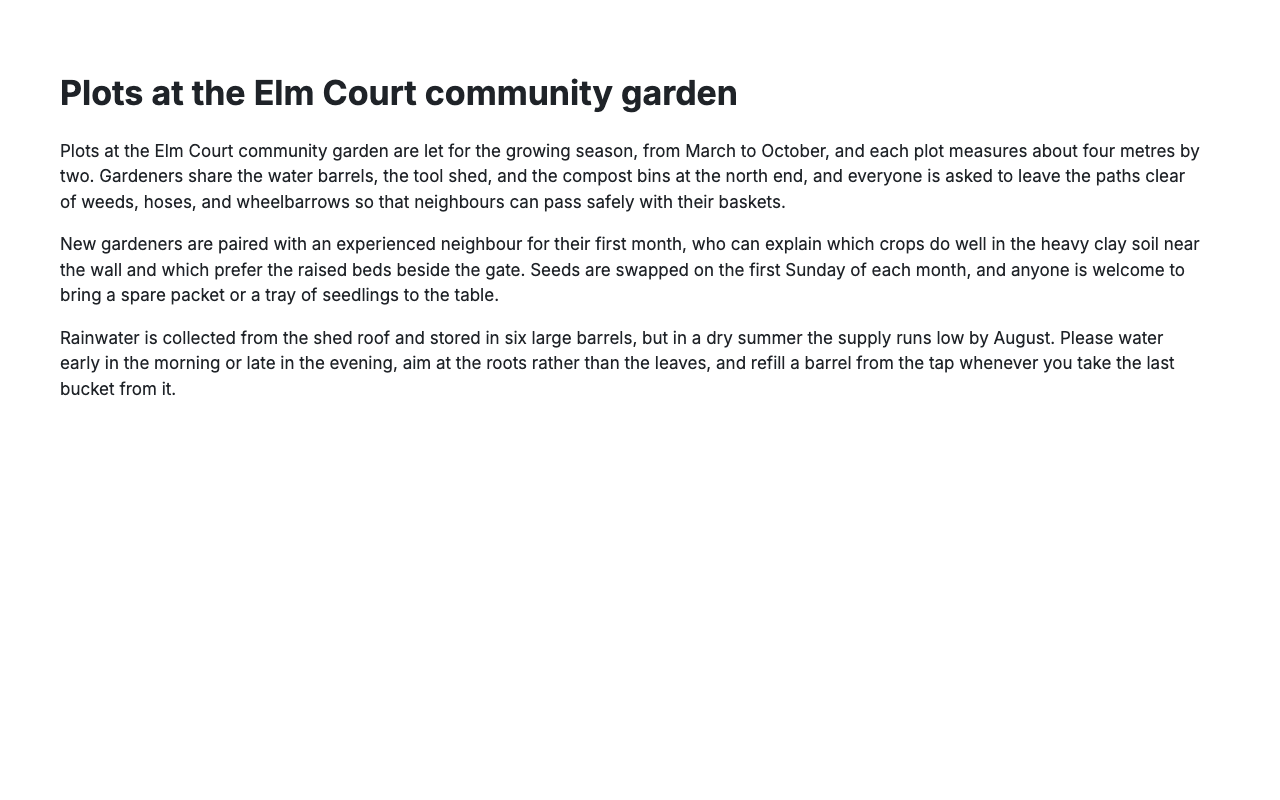 Plots at the Elm Court community garden
Plots at the Elm Court community garden are let for the growing season, from March to October, and each plot measures about four metres by
two. Gardeners share the water barrels, the tool shed, and the compost bins at the north end, and everyone is asked to leave the paths clear
of weeds, hoses, and wheelbarrows so that neighbours can pass safely with their baskets.
New gardeners are paired with an experienced neighbour for their first month, who can explain which crops do well in the heavy clay soil near
the wall and which prefer the raised beds beside the gate. Seeds are swapped on the first Sunday of each month, and anyone is welcome to
bring a spare packet or a tray of seedlings to the table.
Rainwater is collected from the shed roof and stored in six large barrels, but in a dry summer the supply runs low by August. Please water
early in the morning or late in the evening, aim at the roots rather than the leaves, and refill a barrel from the tap whenever you take the last
bucket from it.